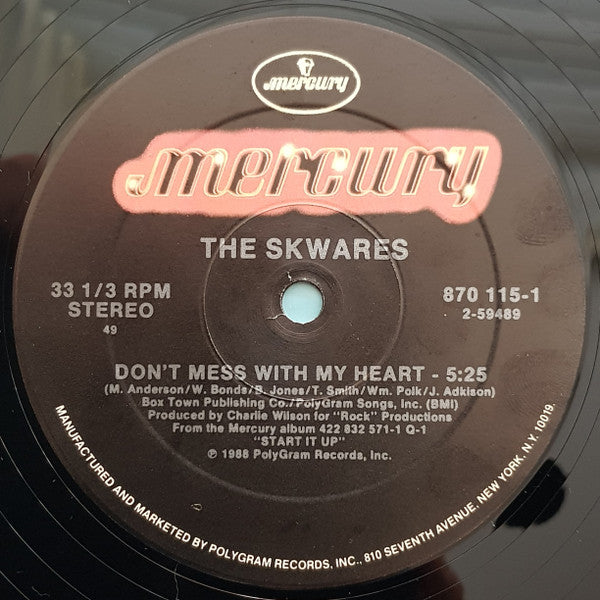 mercury
mercury
THE SKWARES
33 1/3 RPM
STEREO
49
870 115-1
2-59489
DON'T MESS WITH MY HEART - 5:25
(M. Anderson/W. Bonds/B. Jones/T. Smith/Wm. Polk/J. Adkison)
Box Town Publishing Co./PolyGram Songs, Inc. (BMI)
Produced by Charlie Wilson for "Rock" Productions
From the Mercury album 422 832 571-1 Q-1
"START IT UP"
℗ 1988 PolyGram Records, Inc.
MANUFACTURED AND MARKETED BY POLYGRAM RECORDS, INC., 810 SEVENTH AVENUE, NEW YORK, N.Y. 10019.